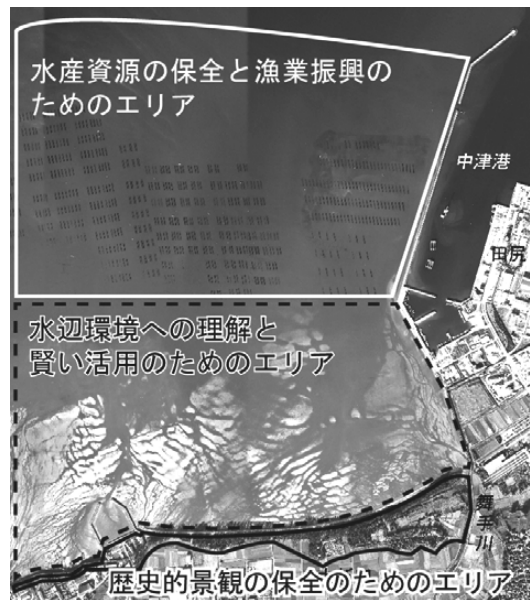 水産資源の保全と漁業振興の
ためのエリア
中津港
田尻
水辺環境への理解と
賢い活用のためのエリア
舞手川
歴史的景観の保全のためのエリア